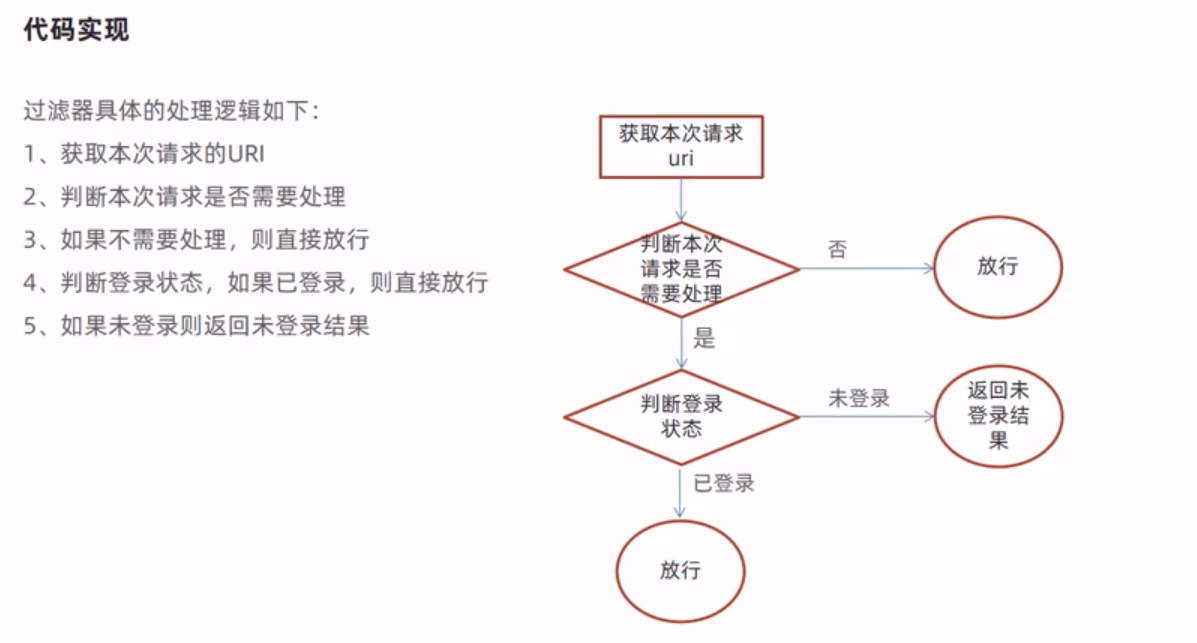 代码实现
过滤器具体的处理逻辑如下：
1、获取本次请求的URI
2、判断本次请求是否需要处理
3、如果不需要处理，则直接放行
4、判断登录状态，如果已登录，则直接放行
5、如果未登录则返回未登录结果
获取本次请求
uri
判断本次
请求是否
需要处理
否
放行
是
判断登录
状态
未登录
返回未
登录结
果
已登录
放行